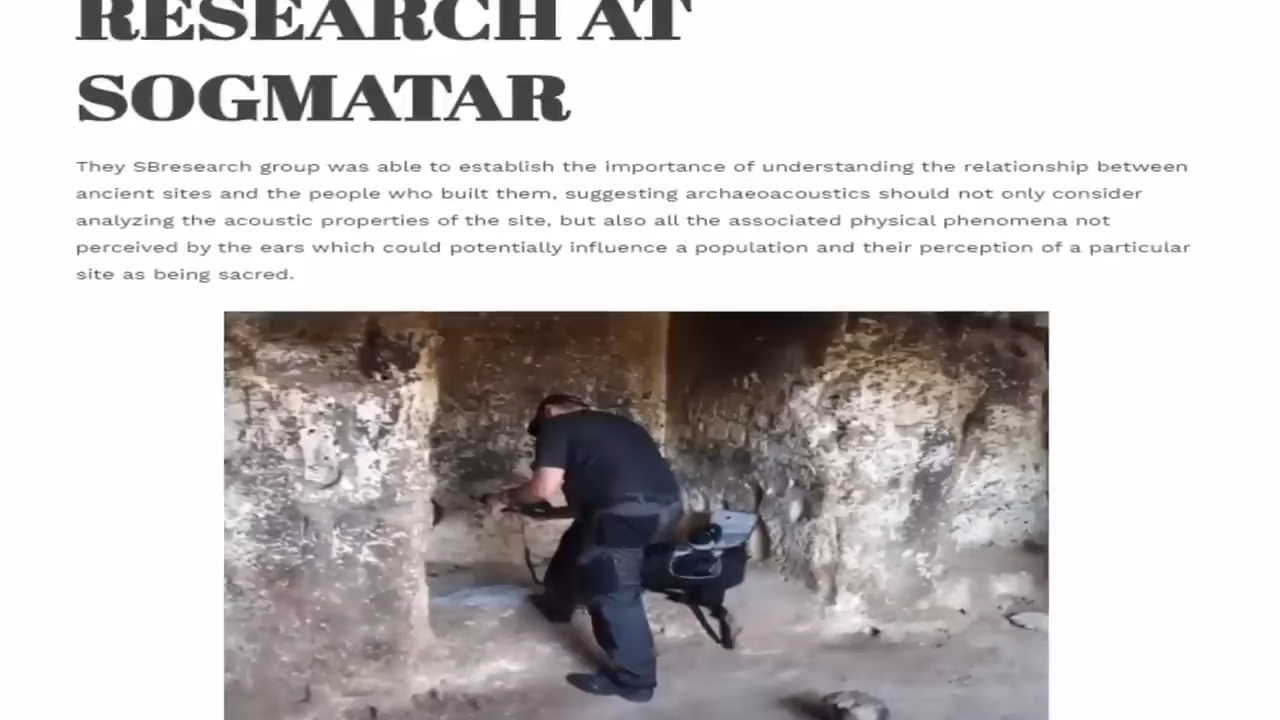 RESEARCH AT
SOGMATAR
They SBresearch group was able to establish the importance of understanding the relationship between
ancient sites and the people who built them, suggesting archaeoacoustics should not only consider
analyzing the acoustic properties of the site, but also all the associated physical phenomena not
perceived by the ears which could potentially influence a population and their perception of a particular
site as being sacred.